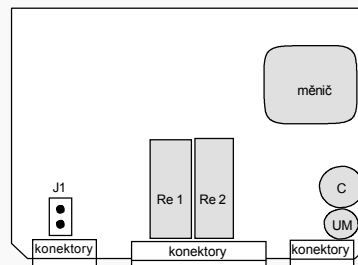 měnič
J1
C
Re 1 Re 2
UM
konektory konektory konektory